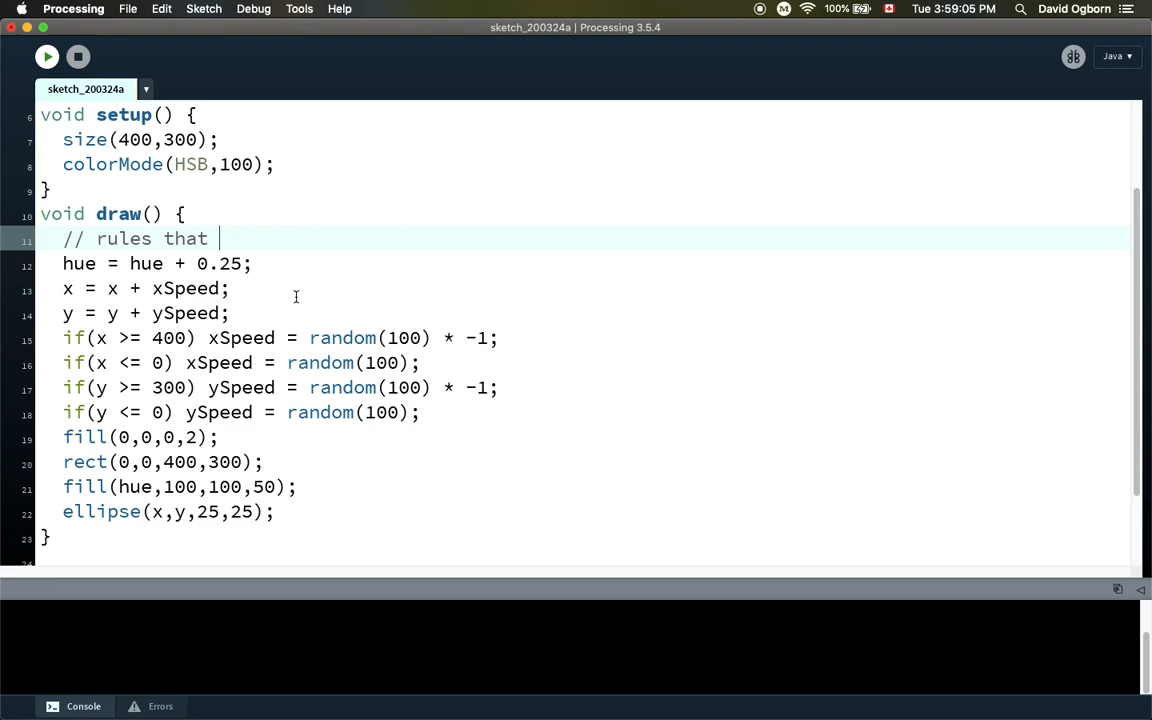 Processing File Edit Sketch Debug Tools Help M 100% Tue 3:59:05 PM David Ogborn
sketch_200324a | Processing 3.5.4
Java ▾
sketch_200324a ▾
6 void setup() {
7 size(400,300);
8 colorMode(HSB,100);
9 }
10 void draw() {
11 // rules that
12 hue = hue + 0.25;
13 x = x + xSpeed;
14 y = y + ySpeed;
15 if(x >= 400) xSpeed = random(100) * -1;
16 if(x <= 0) xSpeed = random(100);
17 if(y >= 300) ySpeed = random(100) * -1;
18 if(y <= 0) ySpeed = random(100);
19 fill(0,0,0,2);
20 rect(0,0,400,300);
21 fill(hue,100,100,50);
22 ellipse(x,y,25,25);
23 }
24
Console Errors